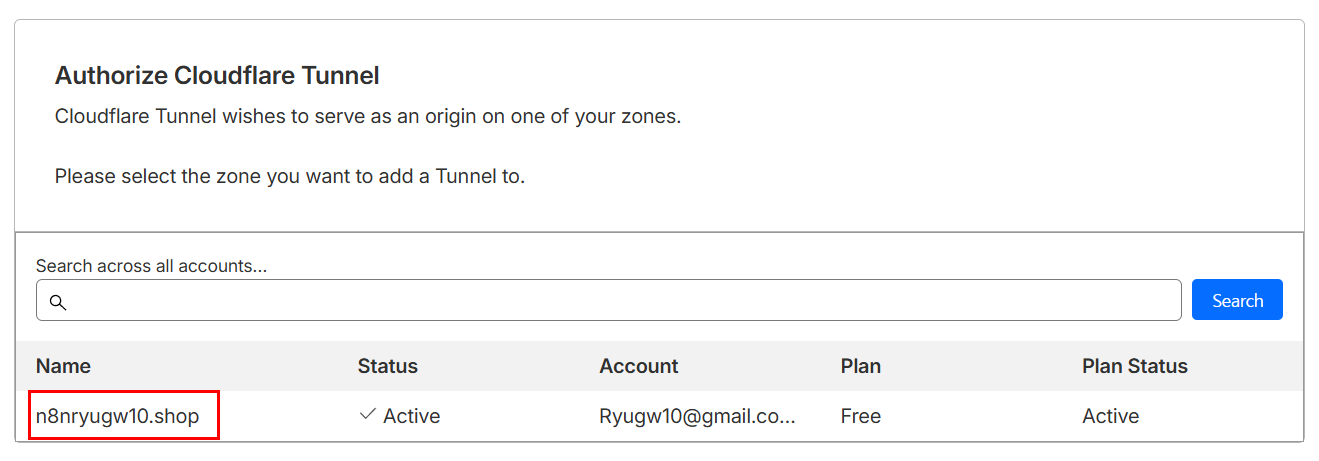 Authorize Cloudflare Tunnel
Cloudflare Tunnel wishes to serve as an origin on one of your zones.
Please select the zone you want to add a Tunnel to.
Search across all accounts...
Search
Name Status Account Plan Plan Status
n8nryugw10.shop Active Ryugw10@gmail.co... Free Active